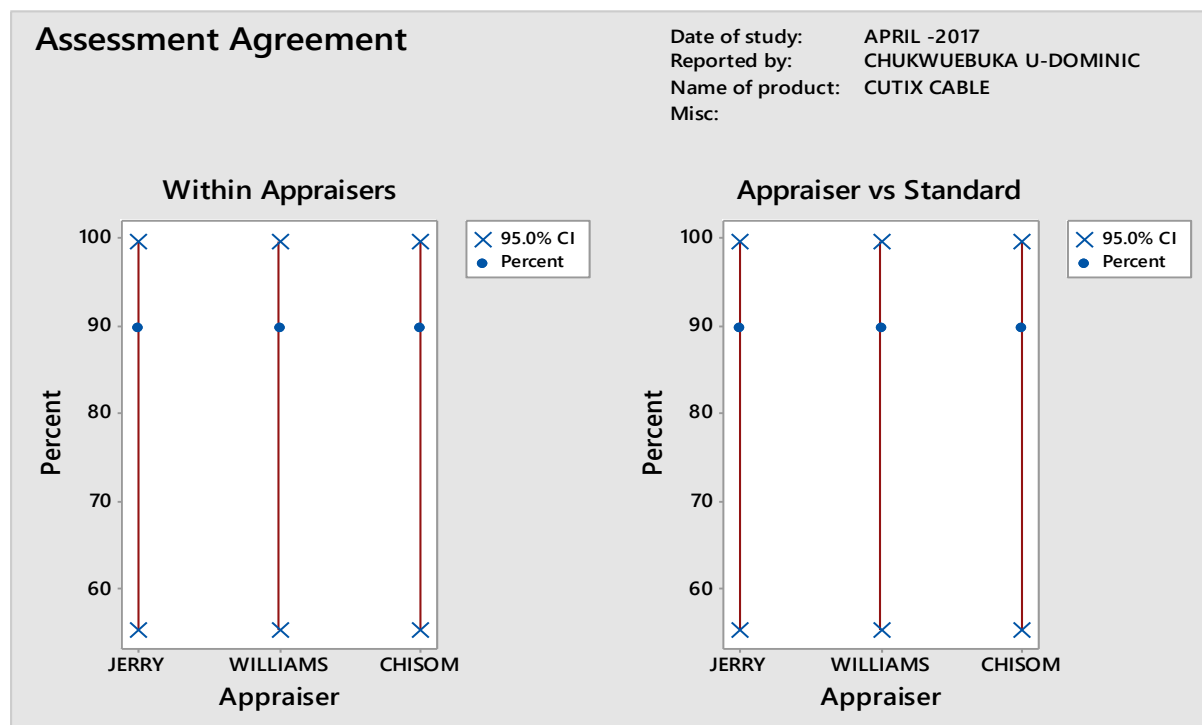 Assessment Agreement
Date of study: APRIL -2017
Reported by: CHUKWUEBUKA U-DOMINIC
Name of product: CUTIX CABLE
Misc:
Within Appraisers
100
90
80
70
60
Percent
JERRY WILLIAMS CHISOM
Appraiser
95.0% CI
Percent
Appraiser vs Standard
100
90
80
70
60
Percent
JERRY WILLIAMS CHISOM
Appraiser
95.0% CI
Percent